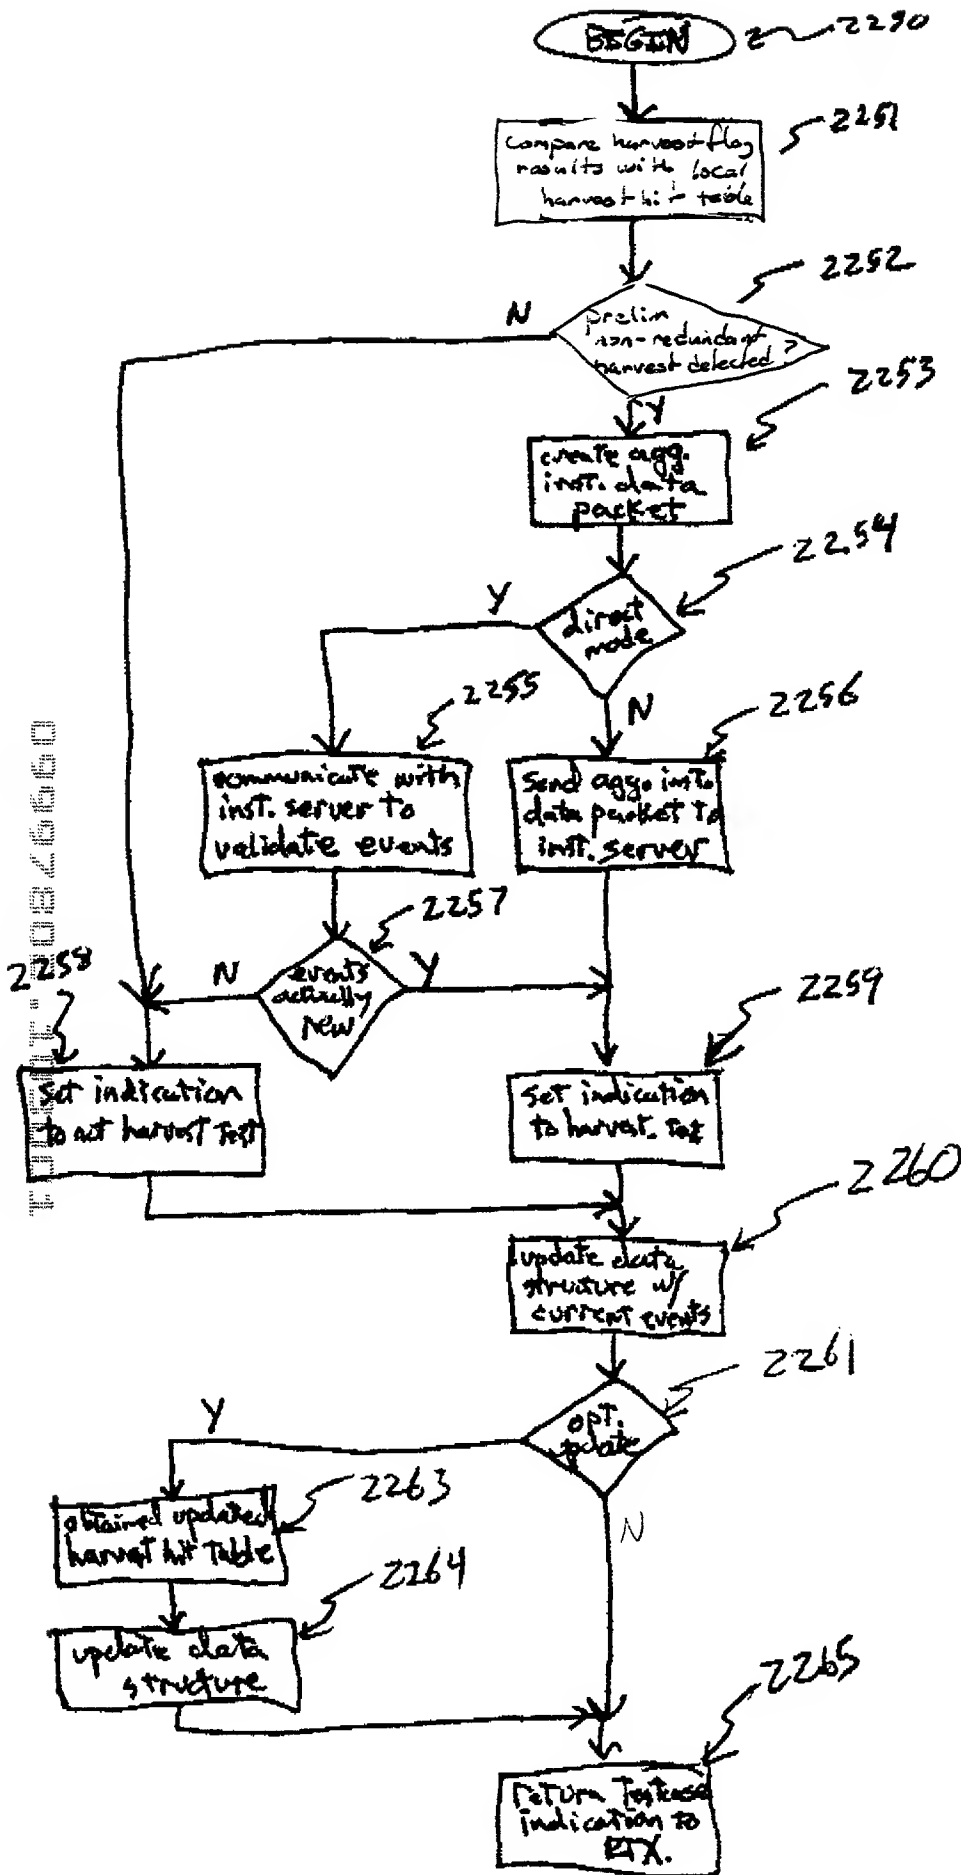 BEGIN
2250
2251
compare harvest flag
results with local
harvest hit table
2252
N
prelim
non-redundant
harvest detected?
2253
Y
create agg.
inst. data
packet
2254
Y
direct
mode
2255
N
2256
communicate with
inst. server to
validate events
send agg. inst.
data packet to
inst. server
2257
2258
N
events
actually
new
Y
2259
set indication
to not harvest test
set indication
to harvest test
2260
update data
structure w/
current events
2261
Y
opt.
update
2263
obtained updated
harvest hit table
N
2264
update data
structure
2265
return testcase
indication to
RTX.